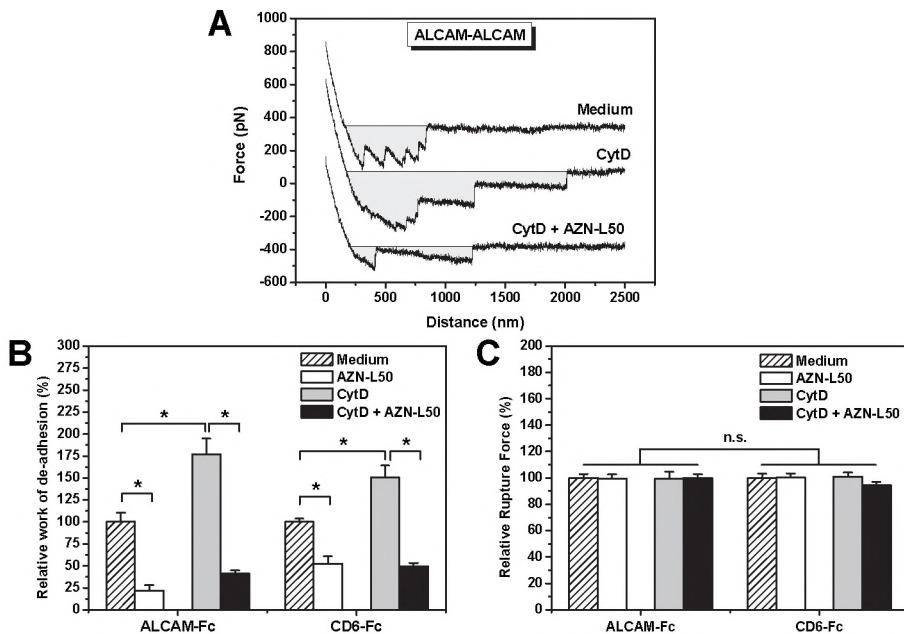 A
ALCAM-ALCAM
Force (pN)
1000
800
600
400
200
0
-200
-400
-600
Medium
CytD
CytD + AZN-L50
0
500
1000
1500
2000
2500
Distance (nm)
B
Relative work of de-adhesion (%)
300
275
250
225
200
175
150
125
100
75
50
25
0
Medium
AZN-L50
CytD
CytD + AZN-L50
*
*
*
*
*
*
ALCAM-Fc
CD6-Fc
C
Relative Rupture Force (%)
200
180
160
140
120
100
80
60
40
20
0
Medium
AZN-L50
CytD
CytD + AZN-L50
n.s.
ALCAM-Fc
CD6-Fc